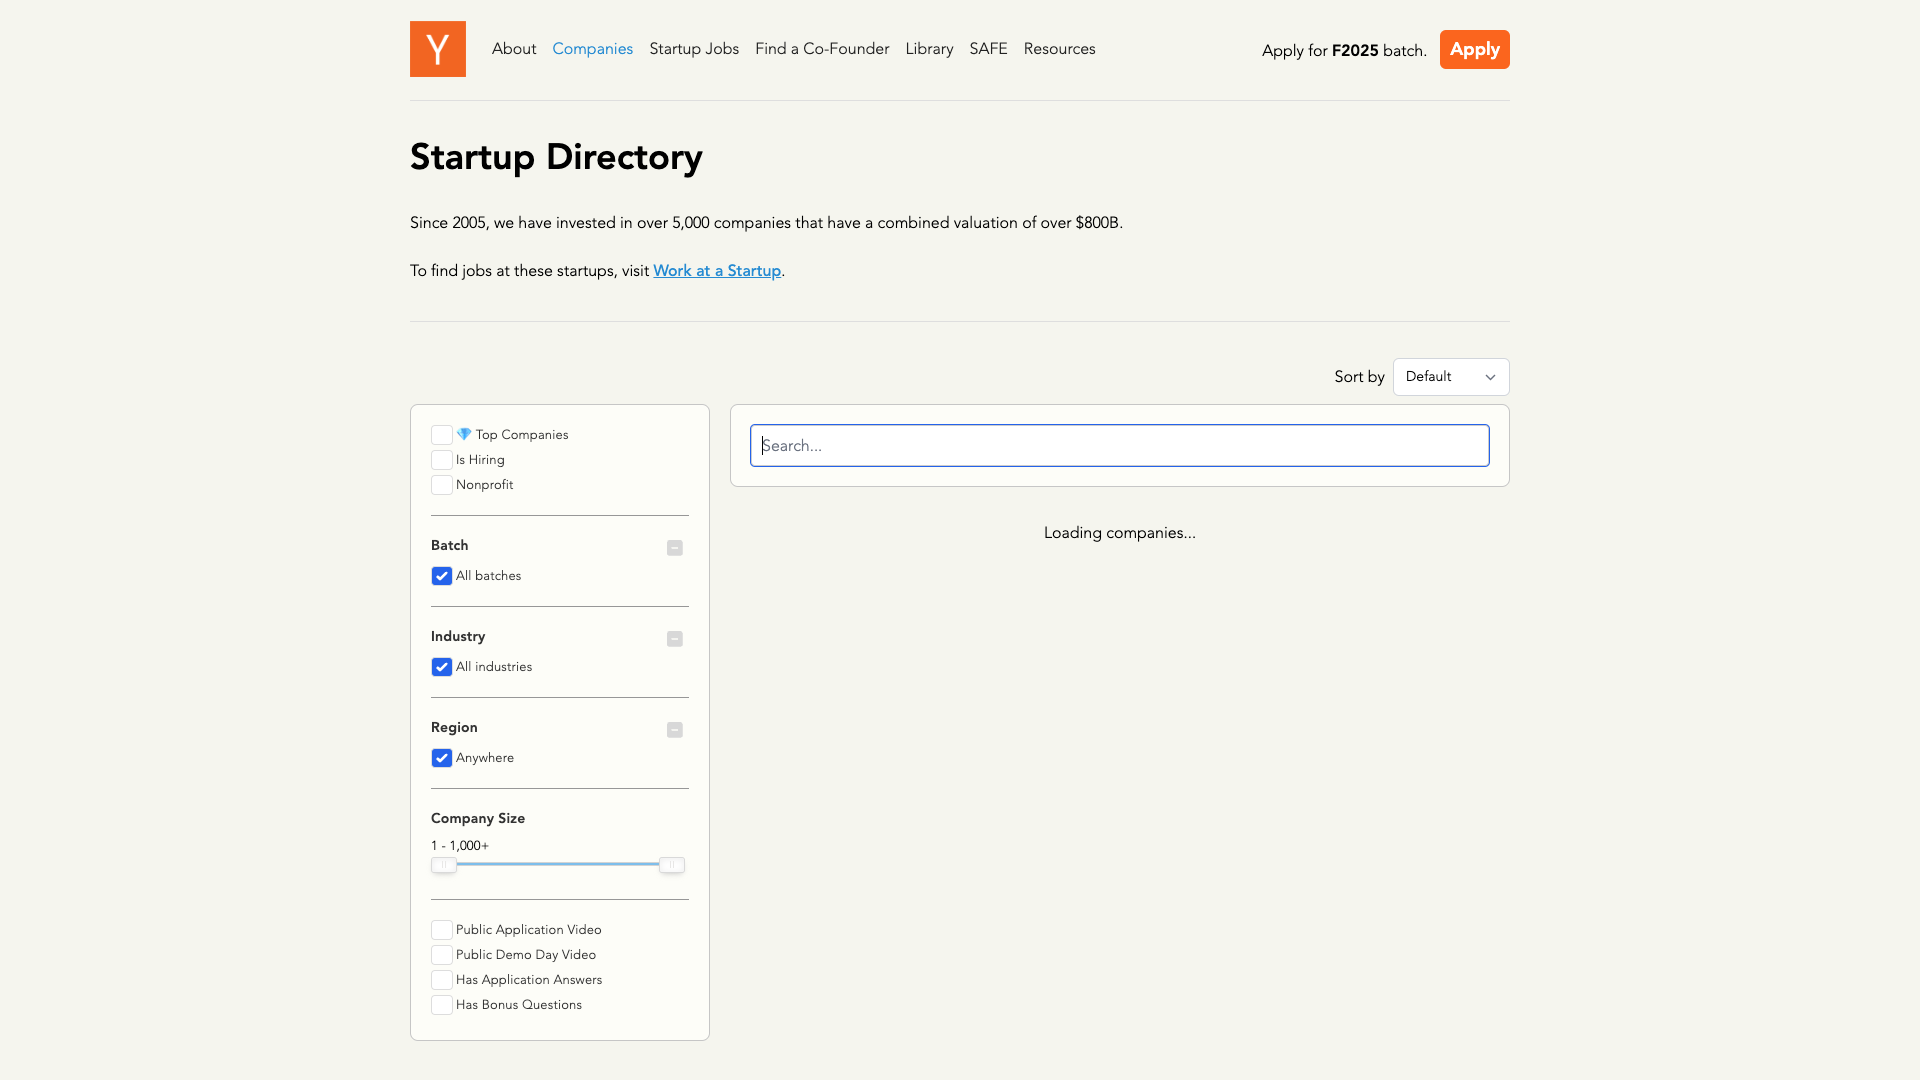 Y
About Companies Startup Jobs Find a Co-Founder Library SAFE Resources
Apply for F2025 batch. Apply
Startup Directory
Since 2005, we have invested in over 5,000 companies that have a combined valuation of over $800B.
To find jobs at these startups, visit Work at a Startup.
Sort by Default
💎 Top Companies
Is Hiring
Nonprofit
Batch
All batches
Industry
All industries
Region
Anywhere
Company Size
1 - 1,000+
Public Application Video
Public Demo Day Video
Has Application Answers
Has Bonus Questions
Search...
Loading companies...